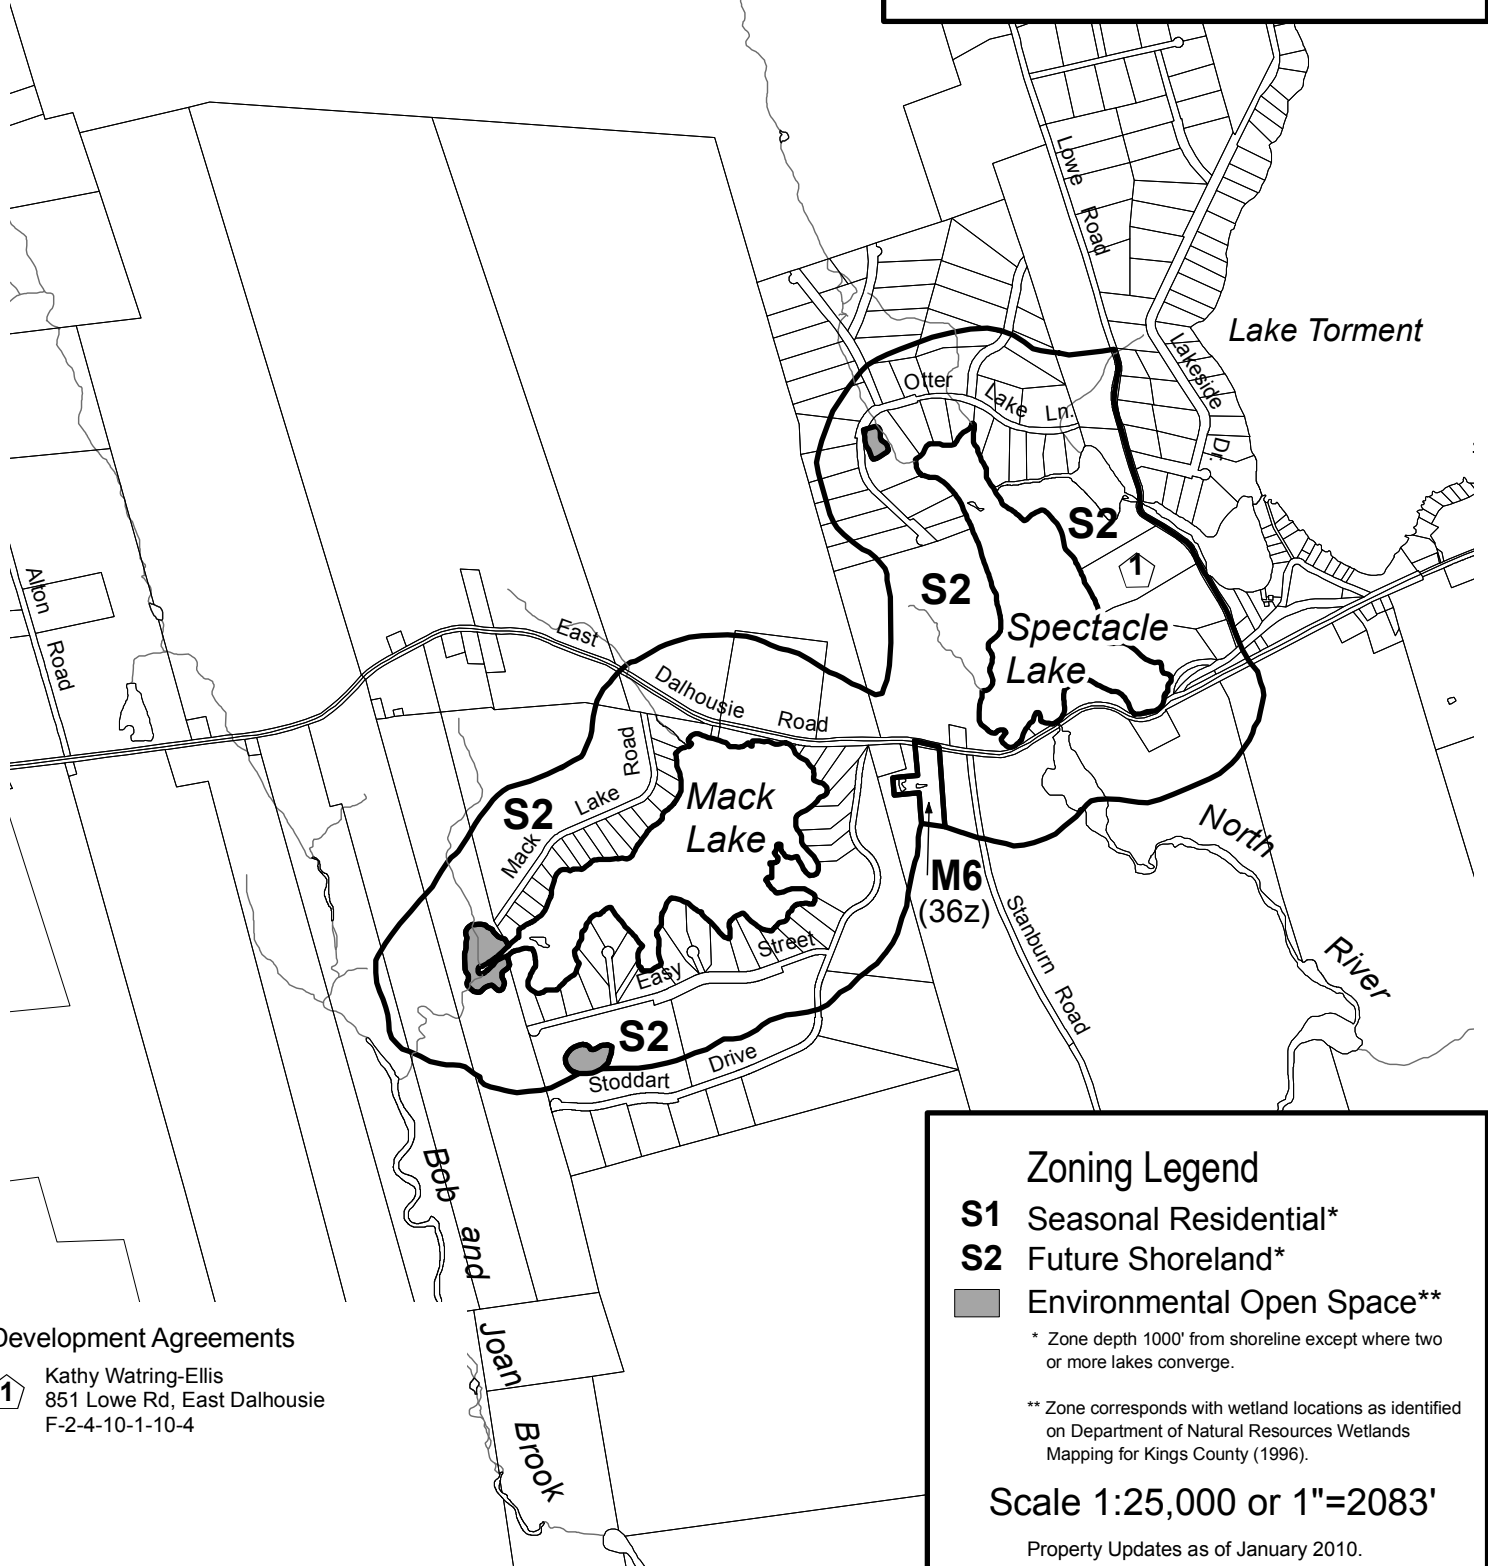 Lowe
Road
Lake Torment
Lakeside
Dr.
Otter
Lake
Ln.
S2
1
S2
Alton
Road
East
Dalhousie
Road
Spectacle
Lake
Road
Lake
Mack
S2
Mack
Lake
North
River
M6
(36z)
Stanburn
Road
Street
Easy
S2
Drive
Stoddart
Bob
and
Joan
Brook
Zoning Legend
S1 Seasonal Residential*
S2 Future Shoreland*
Environmental Open Space**
* Zone depth 1000' from shoreline except where two
or more lakes converge.
** Zone corresponds with wetland locations as identified
on Department of Natural Resources Wetlands
Mapping for Kings County (1996).
Scale 1:25,000 or 1"=2083'
Property Updates as of January 2010.
Development Agreements
1 Kathy Watring-Ellis
851 Lowe Rd, East Dalhousie
F-2-4-10-1-10-4